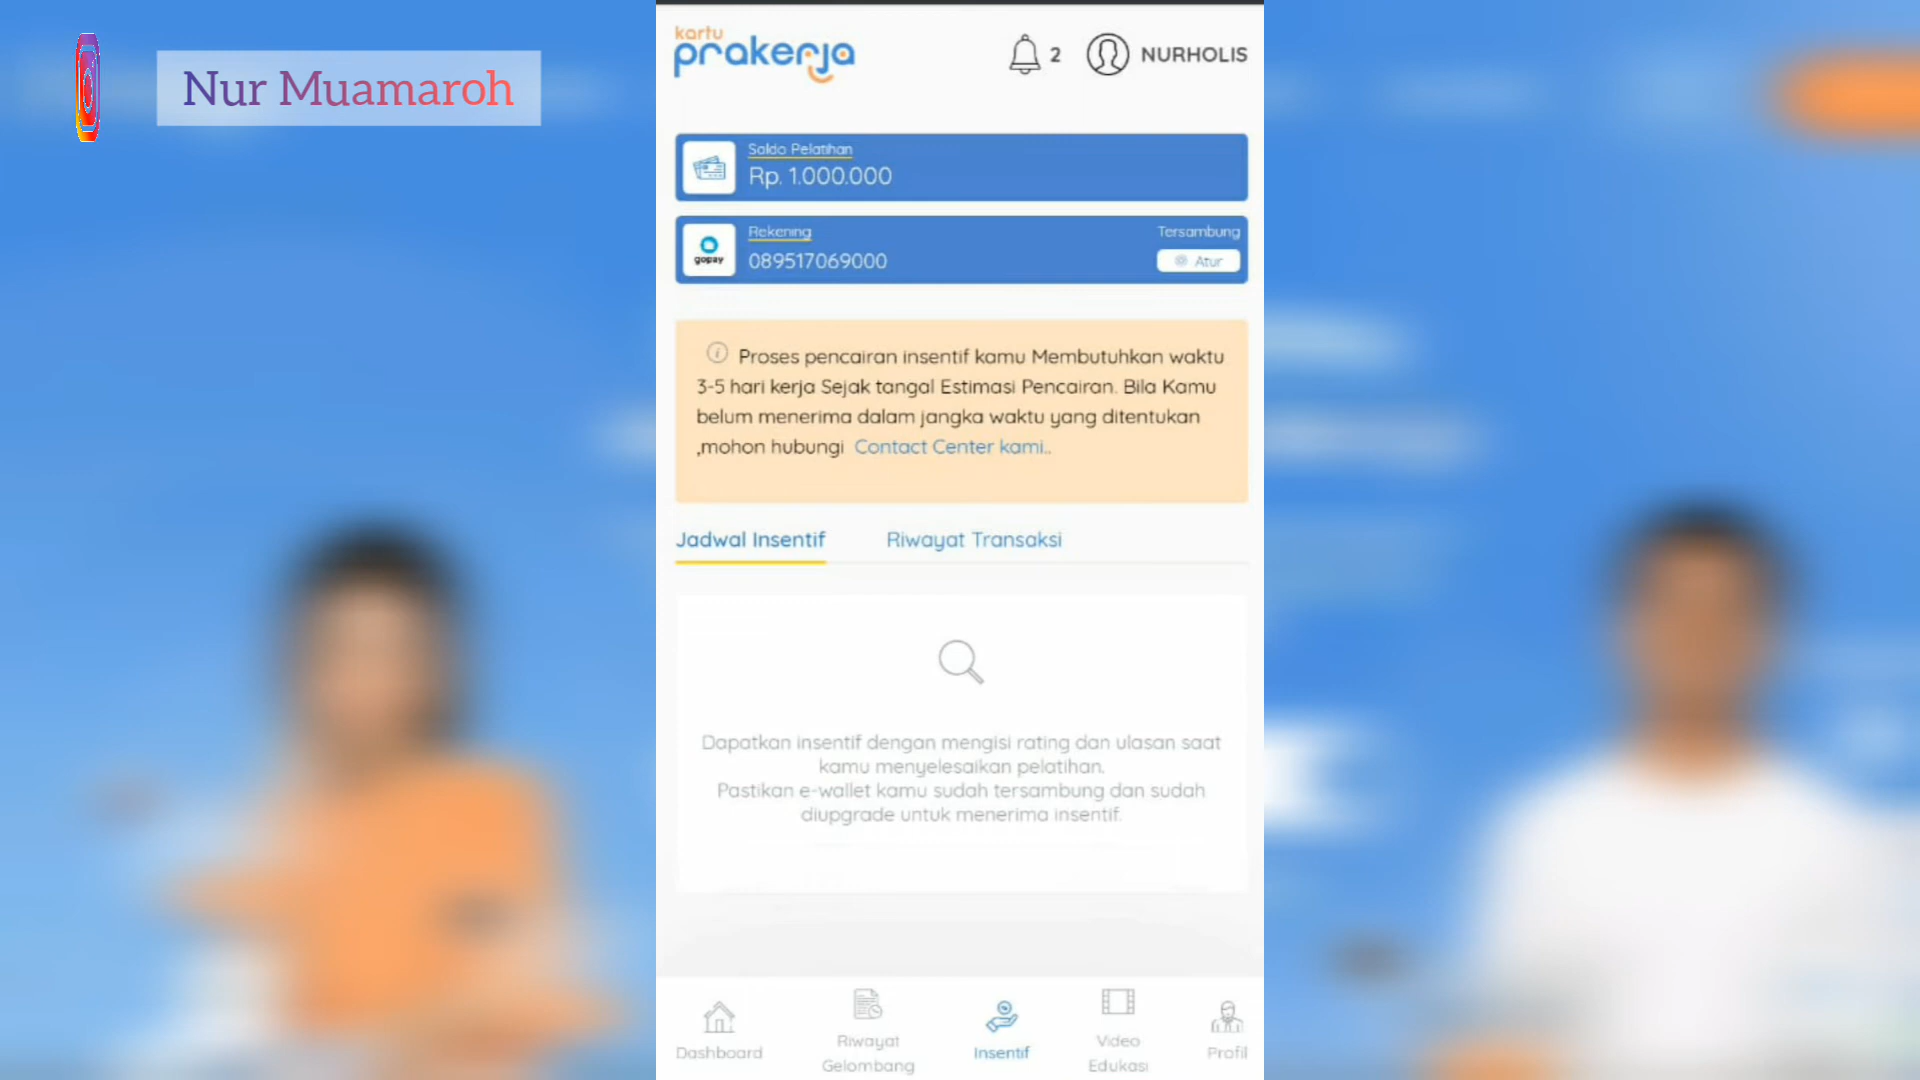 Nur Muamaroh
kartu
prakerja
2
NURHOLIS
Saldo Pelatihan
Rp. 1.000.000
gopay
Rekening
089517069000
Tersambung
Atur
Proses pencairan insentif kamu Membutuhkan waktu
3-5 hari kerja Sejak tangal Estimasi Pencairan. Bila Kamu
belum menerima dalam jangka waktu yang ditentukan
,mohon hubungi Contact Center kami..
Jadwal Insentif
Riwayat Transaksi
Dapatkan insentif dengan mengisi rating dan ulasan saat
kamu menyelesaikan pelatihan.
Pastikan e-wallet kamu sudah tersambung dan sudah
diupgrade untuk menerima insentif.
Dashboard
Riwayat
Gelombang
Insentif
Video
Edukasi
Profil